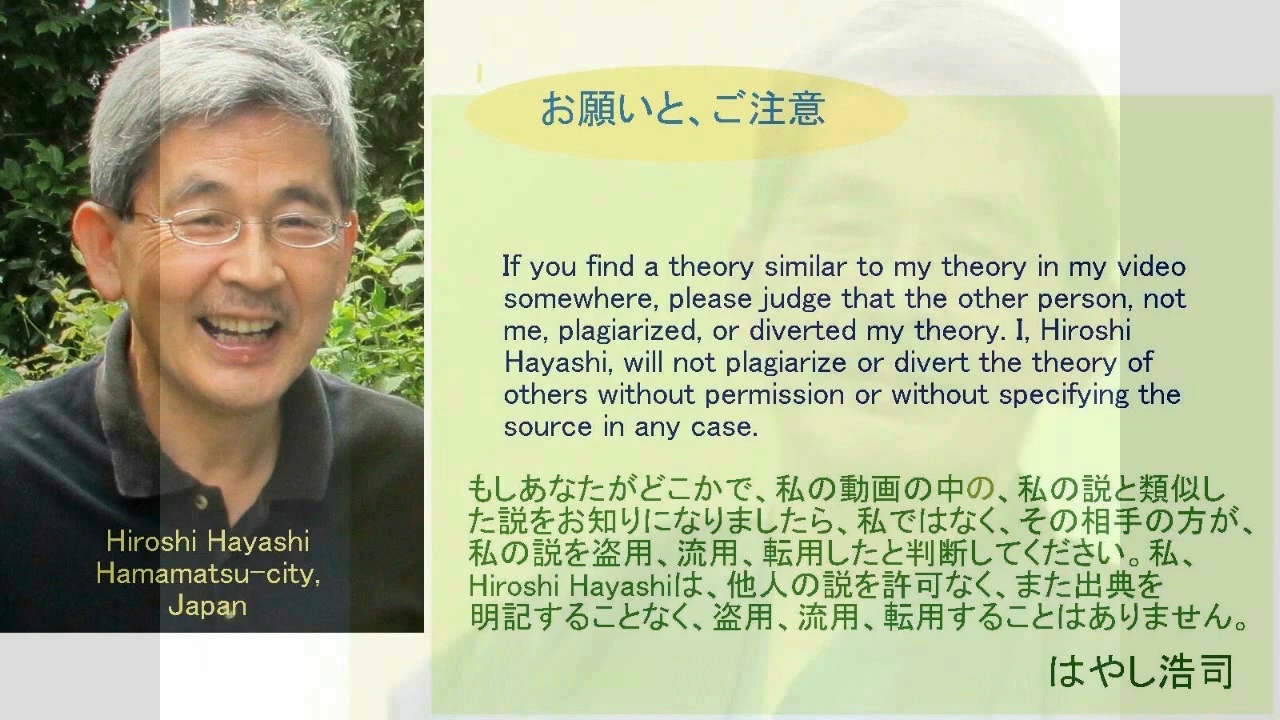 お願いと、ご注意
If you find a theory similar to my theory in my video
somewhere, please judge that the other person, not
me, plagiarized, or diverted my theory. I, Hiroshi
Hayashi, will not plagiarize or divert the theory of
others without permission or without specifying the
source in any case.
もしあなたがどこかで、私の動画の中の、私の説と類似し
た説をお知りになりましたら、私ではなく、その相手の方が、
私の説を盗用、流用、転用したと判断してください。私、
Hiroshi Hayashiは、他人の説を許可なく、また出典を
明記することなく、盗用、流用、転用することはありません。
はやし浩司
Hiroshi Hayashi
Hamamatsu-city,
Japan